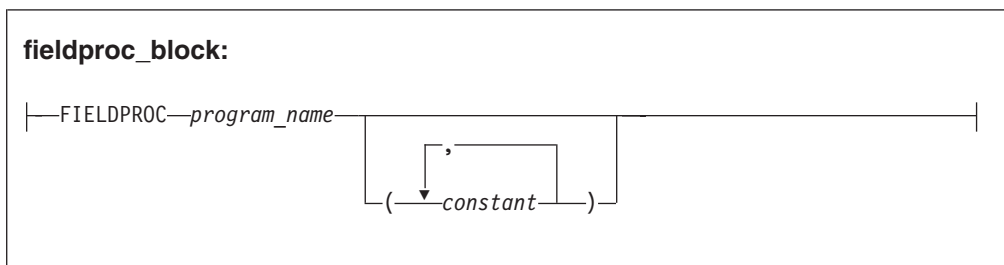 fieldproc_block:
FIELDPROC program_name
,
( constant )